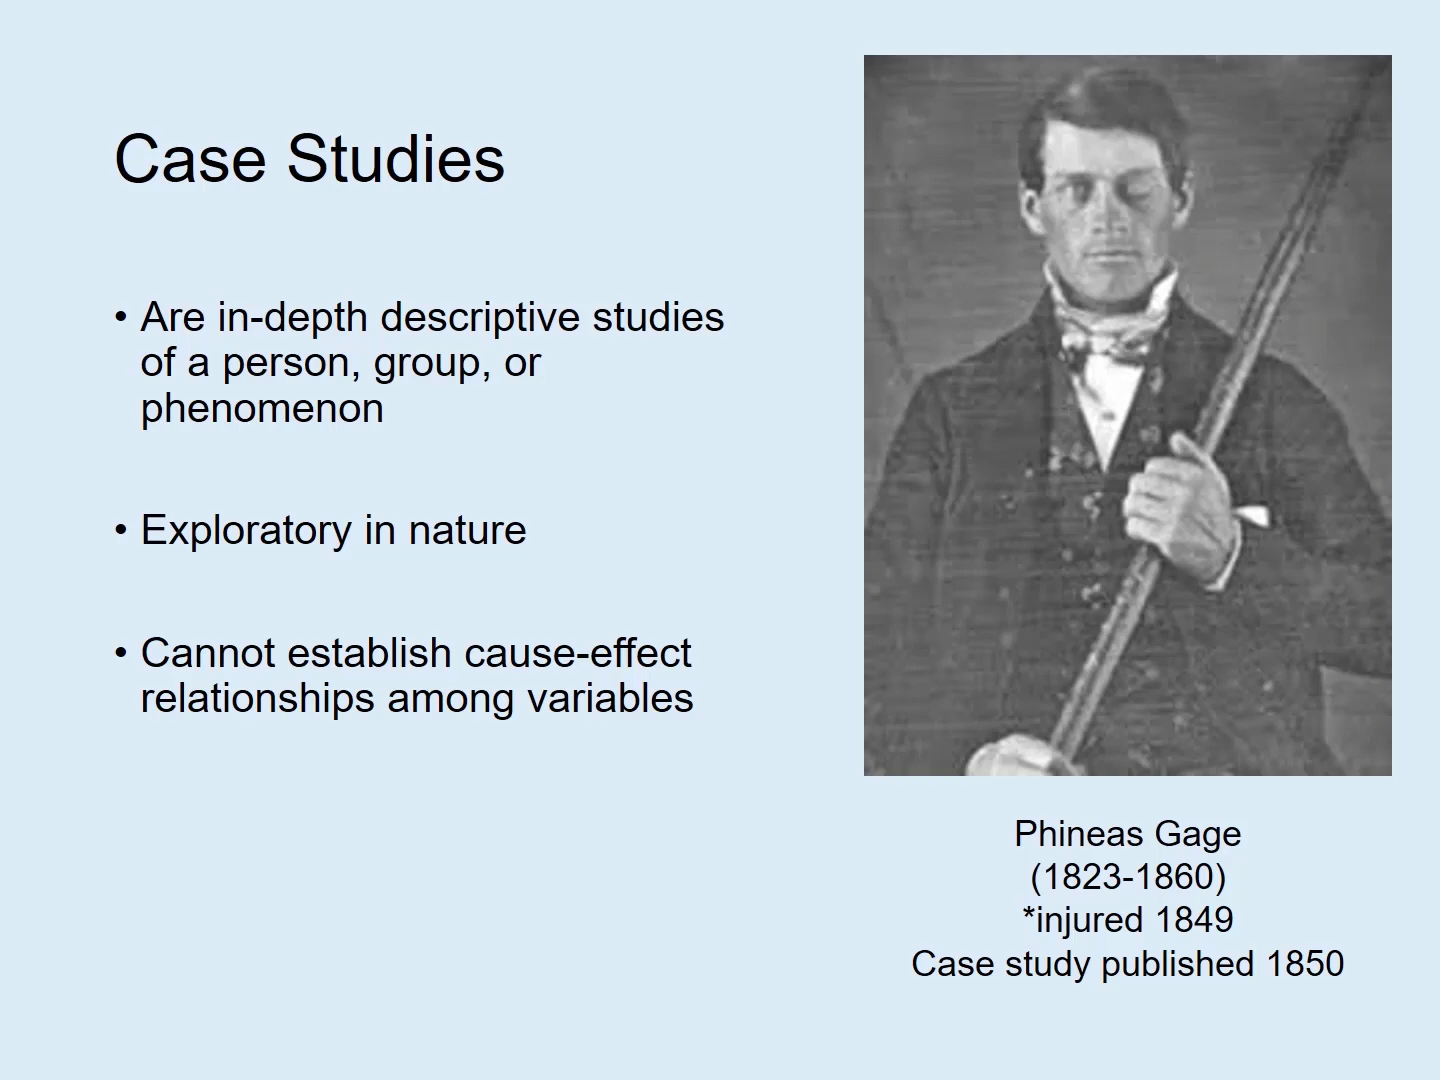 Case Studies
• Are in-depth descriptive studies
of a person, group, or
phenomenon
• Exploratory in nature
• Cannot establish cause-effect
relationships among variables
Phineas Gage
(1823-1860)
*injured 1849
Case study published 1850